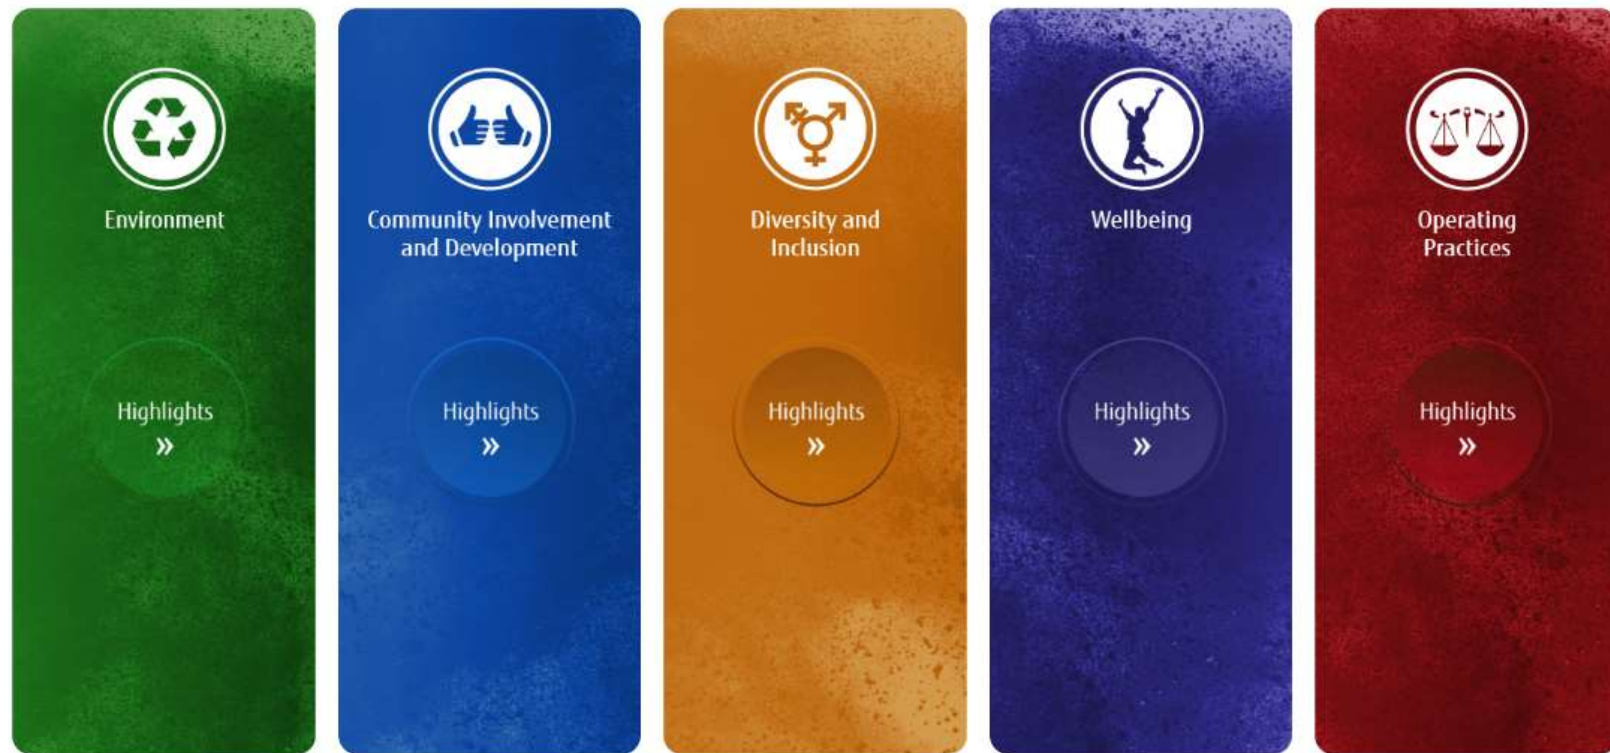 Environment
Community Involvement
and Development
Diversity and
Inclusion
Wellbeing
Operating
Practices
Highlights
»
Highlights
»
Highlights
»
Highlights
»
Highlights
»